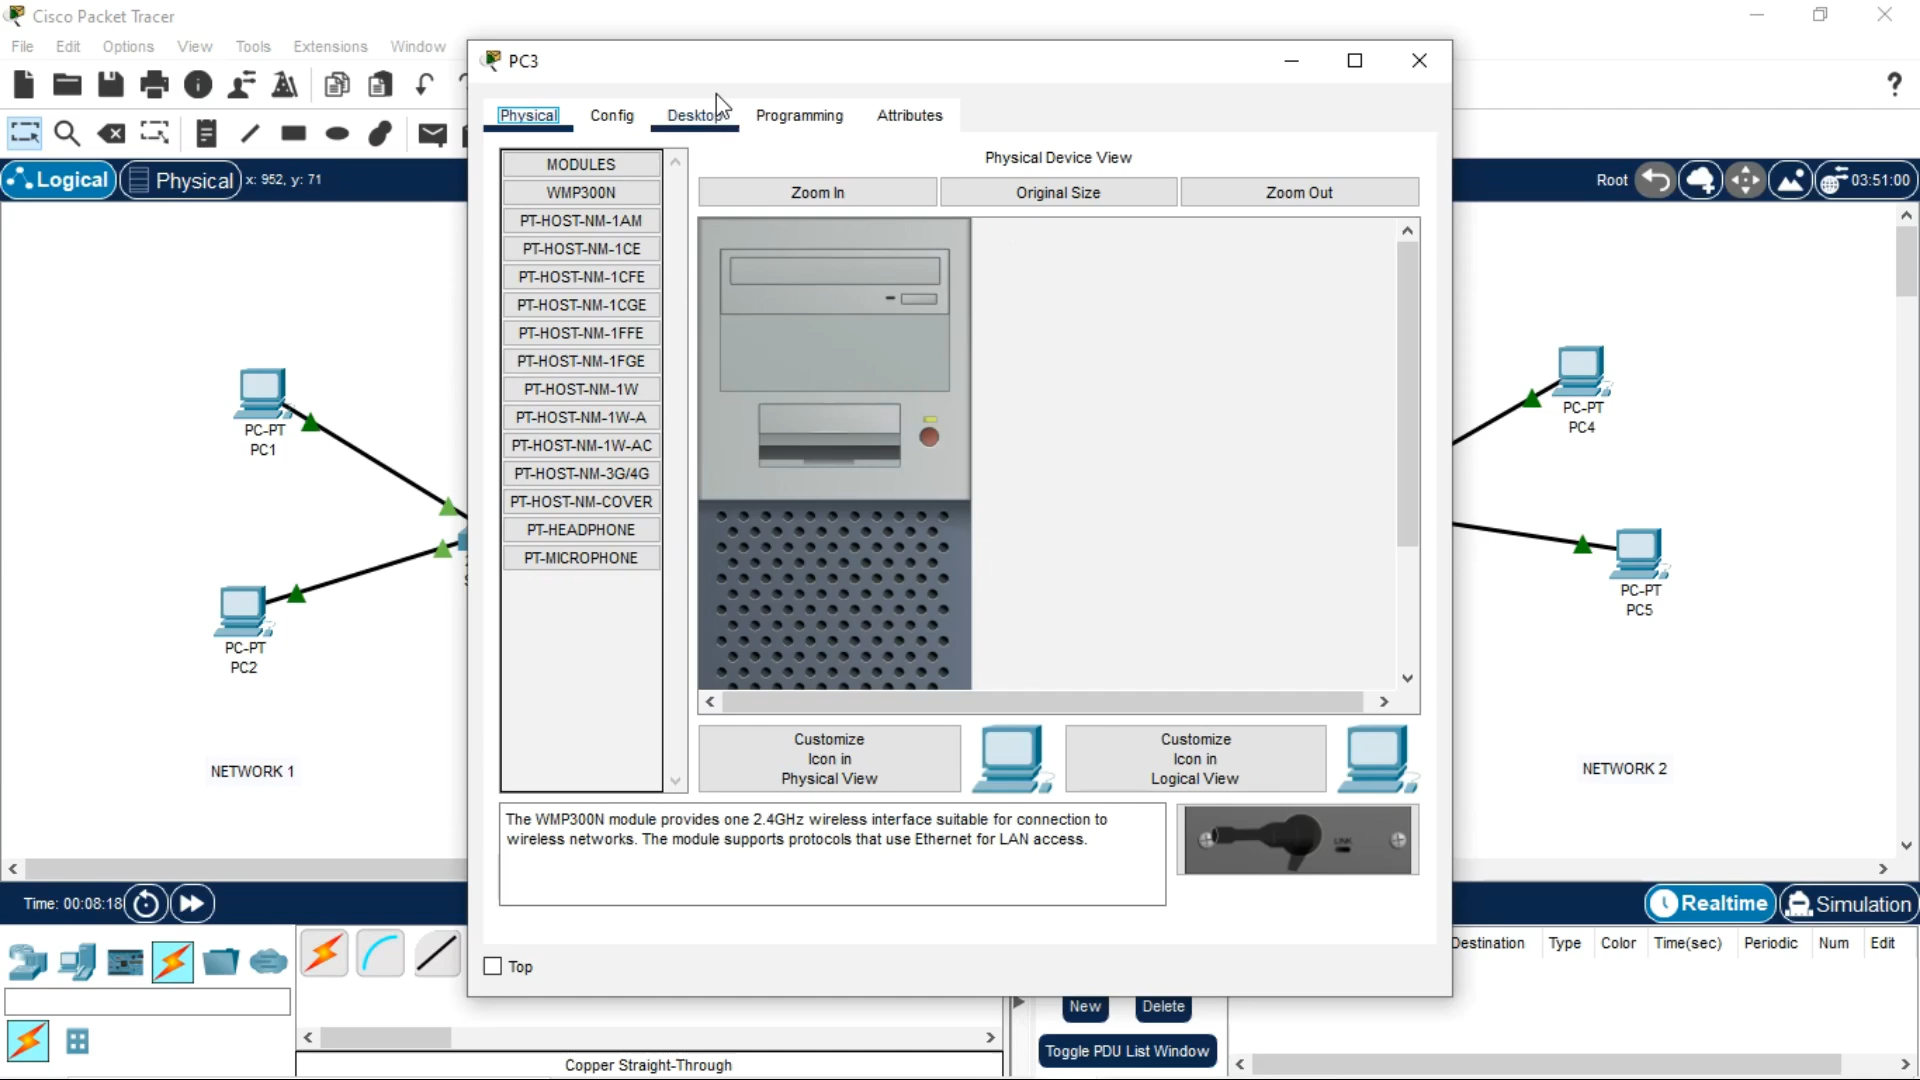 Cisco Packet Tracer
File Edit Options View Tools Extensions Window
PC3
Physical Config Desktop Programming Attributes
Logical Physical x: 952, y: 71
Root 03:51:00
Physical Device View
Zoom In Original Size Zoom Out
MODULES
WMP300N
PT-HOST-NM-1AM
PT-HOST-NM-1CE
PT-HOST-NM-1CFE
PT-HOST-NM-1CGE
PT-HOST-NM-1FFE
PT-HOST-NM-1FGE
PT-HOST-NM-1W
PT-HOST-NM-1W-A
PT-HOST-NM-1W-AC
PT-HOST-NM-3G/4G
PT-HOST-NM-COVER
PT-HEADPHONE
PT-MICROPHONE
PC-PT
PC1
PC-PT
PC2
NETWORK 1
PC-PT
PC4
PC-PT
PC5
NETWORK 2
Customize
Icon in
Physical View
Customize
Icon in
Logical View
The WMP300N module provides one 2.4GHz wireless interface suitable for connection to
wireless networks. The module supports protocols that use Ethernet for LAN access.
LINK
Top
Time: 00:08:18
Realtime Simulation
Destination Type Color Time(sec) Periodic Num Edit
New Delete
Toggle PDU List Window
Copper Straight-Through